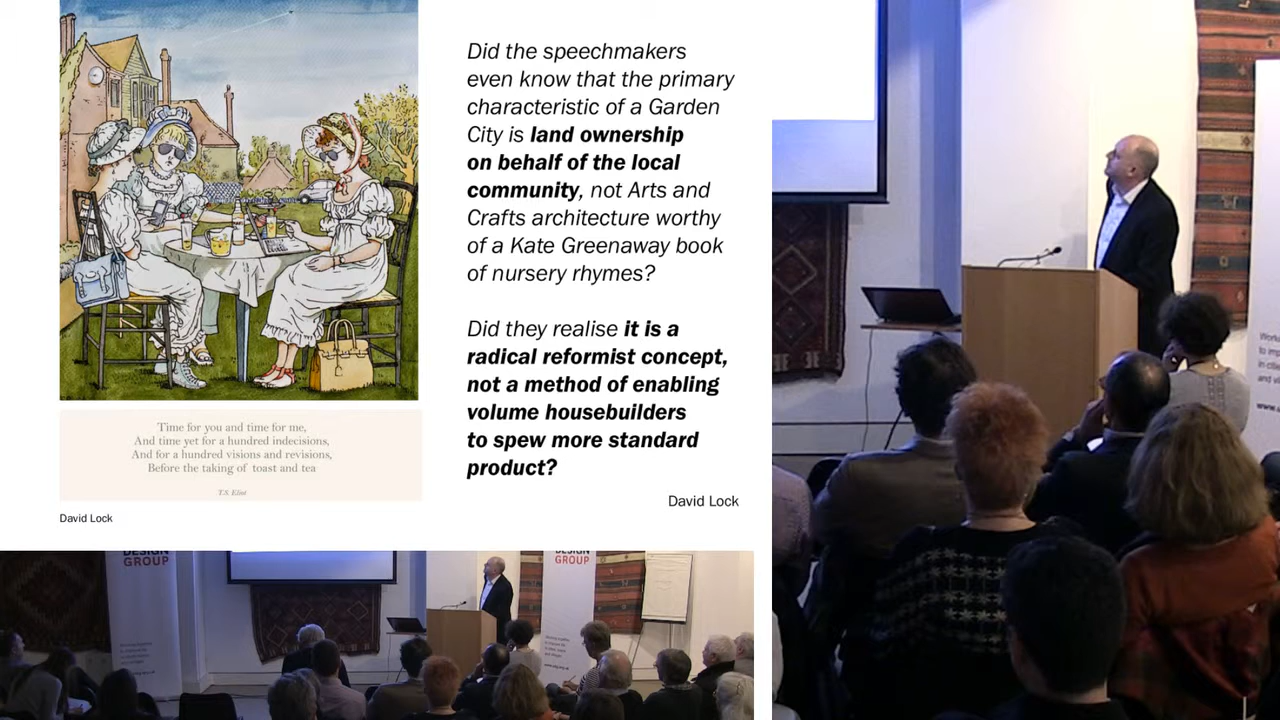 Did the speechmakers
even know that the primary
characteristic of a Garden
City is land ownership
on behalf of the local
community, not Arts and
Crafts architecture worthy
of a Kate Greenaway book
of nursery rhymes?
Did they realise it is a
radical reformist concept,
not a method of enabling
volume housebuilders
to spew more standard
product?
David Lock
Time for you and time for me,
And time yet for a hundred indecisions,
And for a hundred visions and revisions,
Before the taking of toast and tea
T.S. Eliot
David Lock
DESIGN
GROUP
DESIGN
GROUP